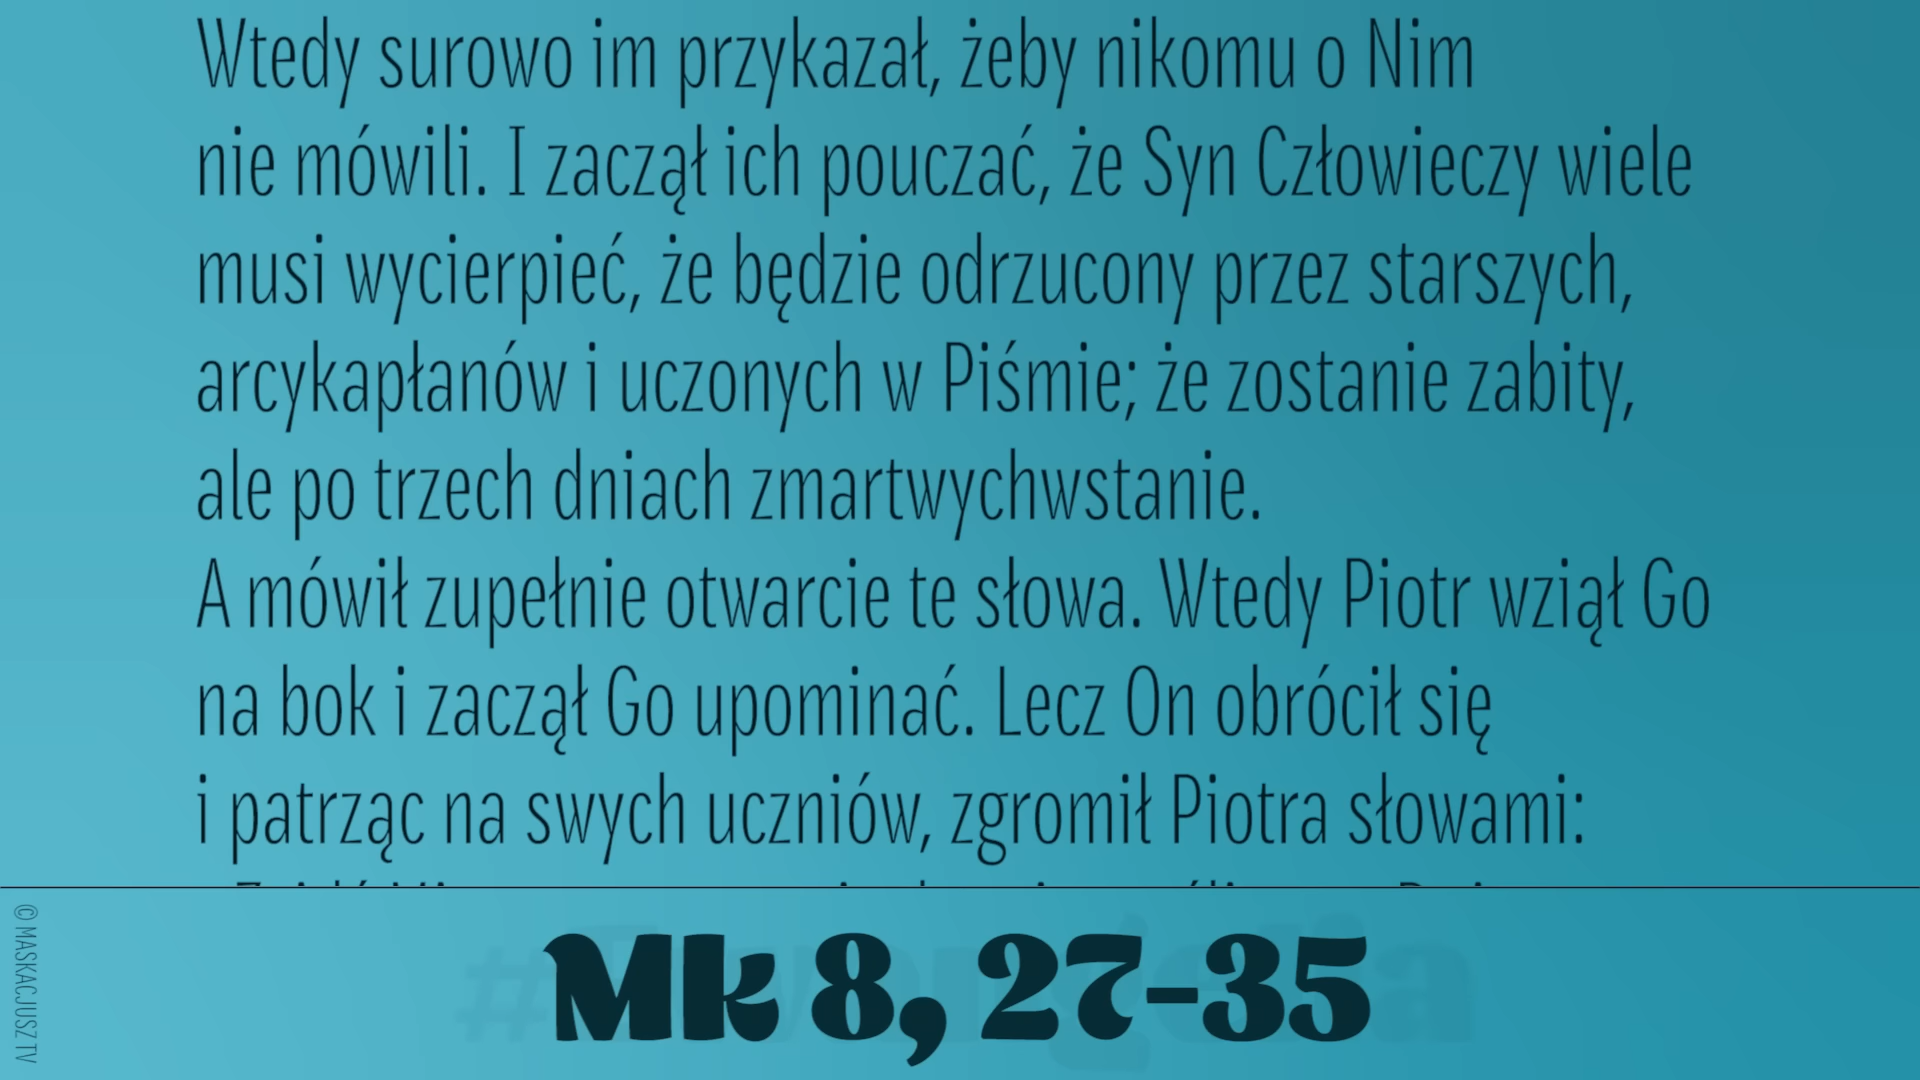 Wtedy surowo im przykazał, żeby nikomu o Nim
nie mówili. I zaczął ich pouczać, że Syn Człowieczy wiele
musi wycierpieć, że będzie odrzucony przez starszych,
arcykapłanów i uczonych w Piśmie; że zostanie zabity,
ale po trzech dniach zmartwychwstanie.
A mówił zupełnie otwarcie te słowa. Wtedy Piotr wziął Go
na bok i zaczął Go upominać. Lecz On obrócił się
i patrząc na swych uczniów, zgromił Piotra słowami:
Mk 8, 27-35
© MASKACJUSZ TV